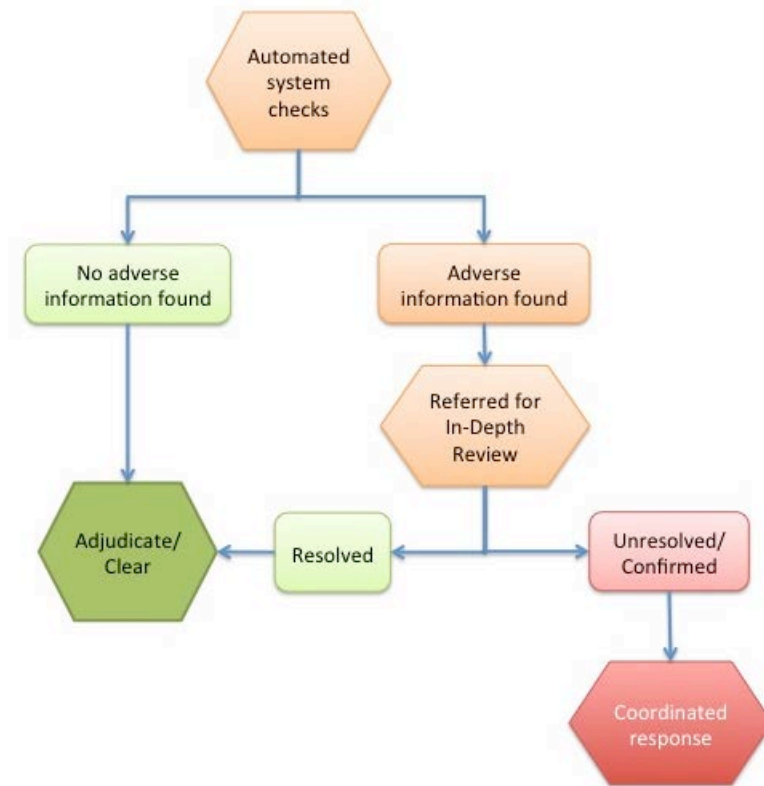 Automated
system
checks
No adverse
information found
Adverse
information found
Referred for
In-Depth
Review
Adjudicate/
Clear
Resolved
Unresolved/
Confirmed
Coordinated
response